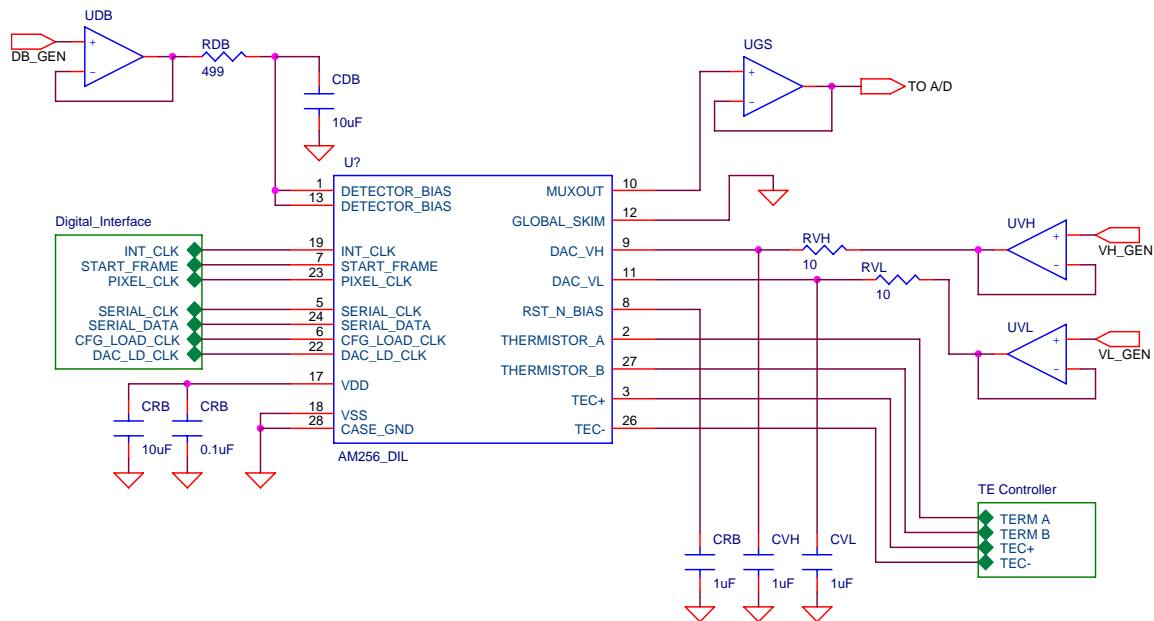 UDB
DB_GEN
+
-
RDB
499
CDB
10uF
UGS
+
-
TO A/D
U?
1 DETECTOR_BIAS
13 DETECTOR_BIAS
19 INT_CLK
7 START_FRAME
23 PIXEL_CLK
5 SERIAL_CLK
24 SERIAL_DATA
6 CFG_LOAD_CLK
22 DAC_LD_CLK
17 VDD
18 VSS
28 CASE_GND
MUXOUT 10
GLOBAL_SKIM 12
DAC_VH 9
DAC_VL 11
RST_N_BIAS 8
THERMISTOR_A 2
THERMISTOR_B 27
TEC+ 3
TEC- 26
AM256_DIL
Digital_Interface
INT_CLK
START_FRAME
PIXEL_CLK
SERIAL_CLK
SERIAL_DATA
CFG_LOAD_CLK
DAC_LD_CLK
CRB
10uF
CRB
0.1uF
RVH
10
RVL
10
UVH
+
-
VH_GEN
UVL
+
-
VL_GEN
CRB
1uF
CVH
1uF
CVL
1uF
TE Controller
TERM A
TERM B
TEC+
TEC-